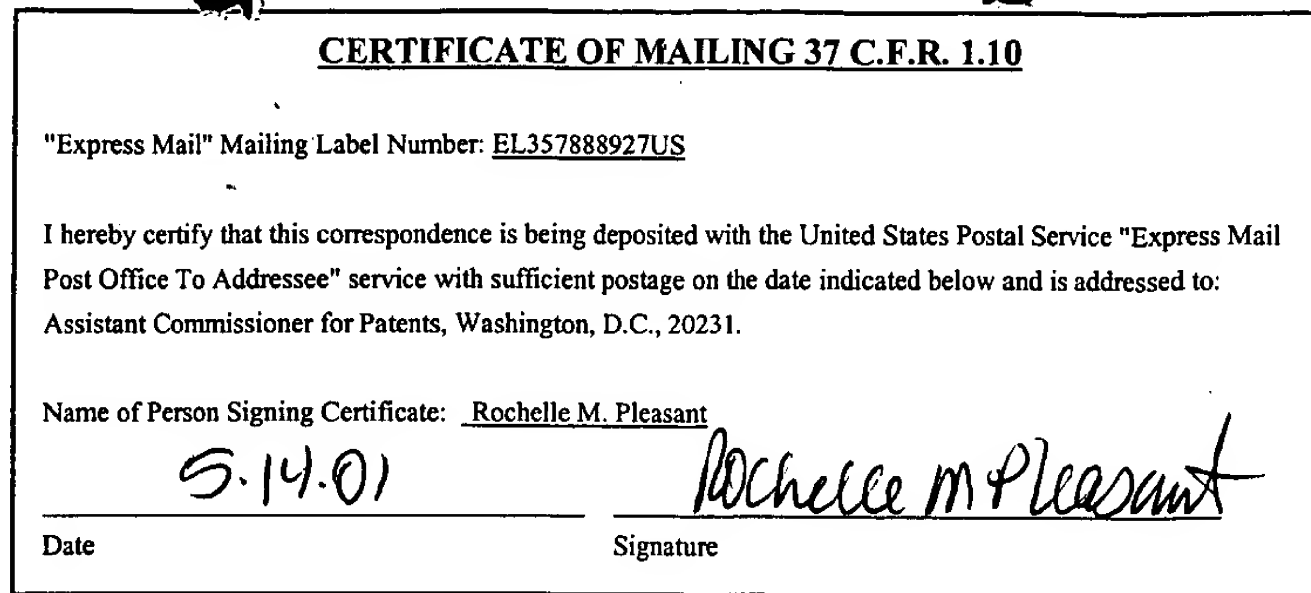 CERTIFICATE OF MAILING 37 C.F.R. 1.10
"Express Mail" Mailing Label Number: EL357888927US
I hereby certify that this correspondence is being deposited with the United States Postal Service "Express Mail
Post Office To Addressee" service with sufficient postage on the date indicated below and is addressed to:
Assistant Commissioner for Patents, Washington, D.C., 20231.
Name of Person Signing Certificate: Rochelle M. Pleasant
5.14.01 Rochelle M Pleasant
Date Signature